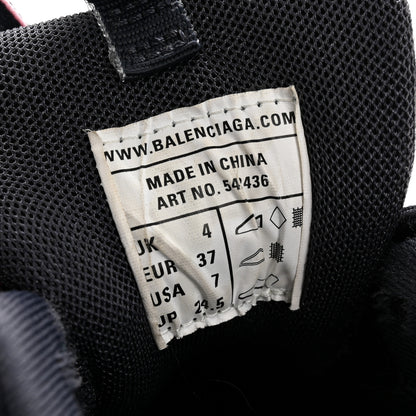 WWW.BALENCIAGA.COM
MADE IN CHINA
ART NO.
UK 4
EUR 37
USA 7
JP